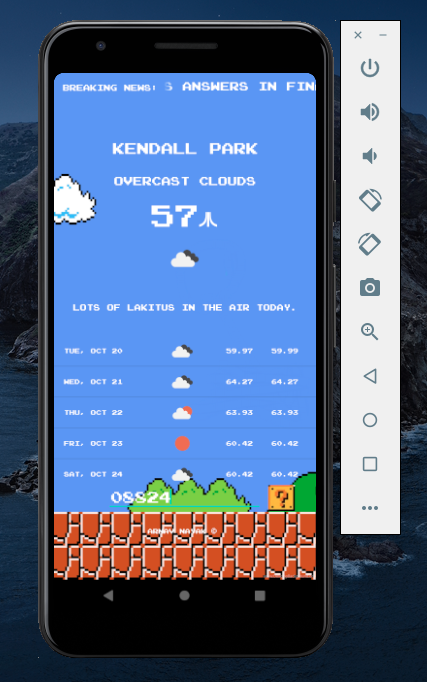 BREAKING NEWS: S ANSWERS IN FIN
KENDALL PARK
OVERCAST CLOUDS
57
LOTS OF LAKITUS IN THE AIR TODAY.
TUE, OCT 20 59.97 59.99
WED, OCT 21 64.27 64.27
THU, OCT 22 63.93 63.93
FRI, OCT 23 60.42 60.42
SAT, OCT 24 60.42 60.42
08824
?
ARNAV NAYAK ©